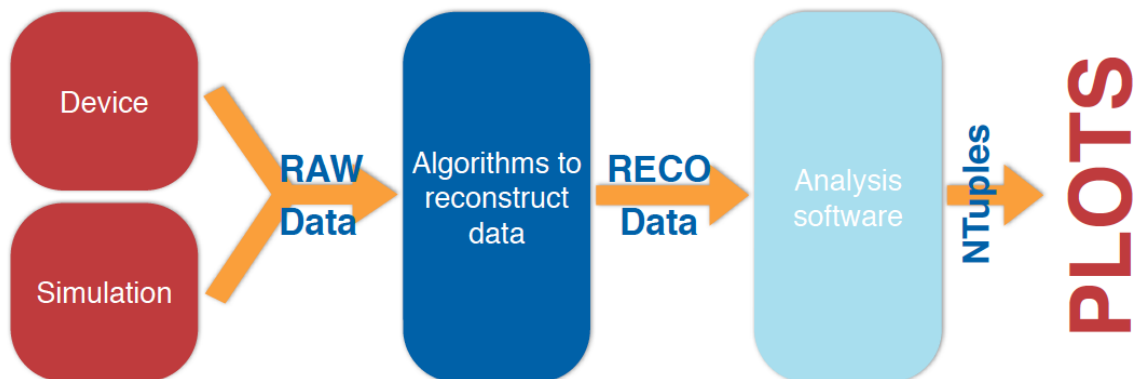 Device
Simulation
RAW
Data
Algorithms to
reconstruct
data
RECO
Data
Analysis
software
NTuples
PLOTS